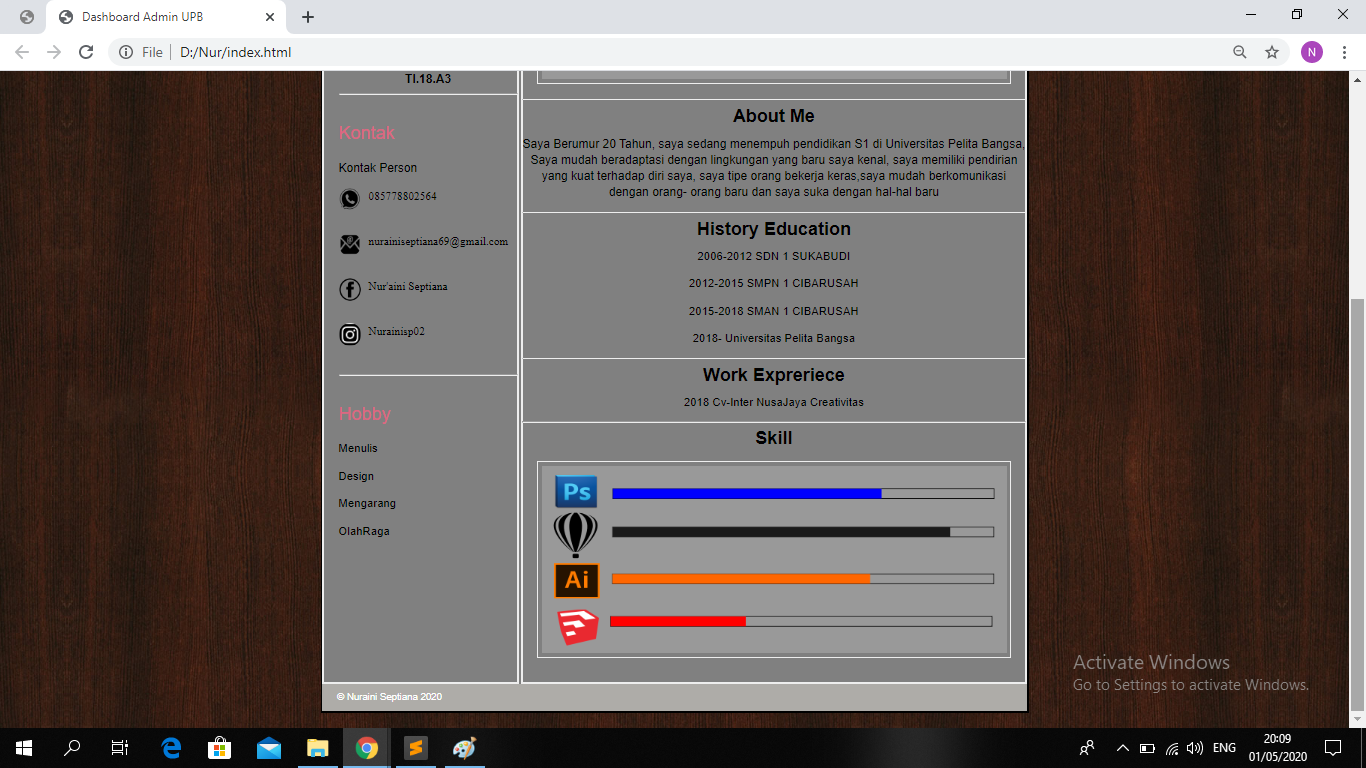 Dashboard Admin UPB
File
D:/Nur/index.html
N
TI.18.A3
Kontak
Kontak Person
085778802564
nurainiseptiana69@gmail.com
Nur'aini Septiana
Nurainisp02
Hobby
Menulis
Design
Mengarang
OlahRaga
About Me
Saya Berumur 20 Tahun, saya sedang menempuh pendidikan S1 di Universitas Pelita Bangsa,
Saya mudah beradaptasi dengan lingkungan yang baru saya kenal, saya memiliki pendirian
yang kuat terhadap diri saya, saya tipe orang bekerja keras,saya mudah berkomunikasi
dengan orang- orang baru dan saya suka dengan hal-hal baru
History Education
2006-2012 SDN 1 SUKABUDI
2012-2015 SMPN 1 CIBARUSAH
2015-2018 SMAN 1 CIBARUSAH
2018- Universitas Pelita Bangsa
Work Expreriece
2018 Cv-Inter NusaJaya Creativitas
Skill
Ps
Ai
© Nuraini Septiana 2020
Activate Windows
Go to Settings to activate Windows.
ENG
20:09
01/05/2020